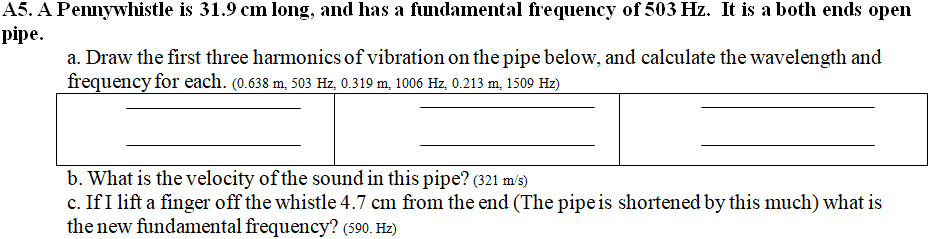 A5. A Pennywhistle is 31.9 cm long, and has a fundamental frequency of 503 Hz. It is a both ends open
pipe.
a. Draw the first three harmonics of vibration on the pipe below, and calculate the wavelength and
frequency for each. (0.638 m, 503 Hz, 0.319 m, 1006 Hz, 0.213 m, 1509 Hz)
b. What is the velocity of the sound in this pipe? (321 m/s)
c. If I lift a finger off the whistle 4.7 cm from the end (The pipe is shortened by this much) what is
the new fundamental frequency? (590. Hz)